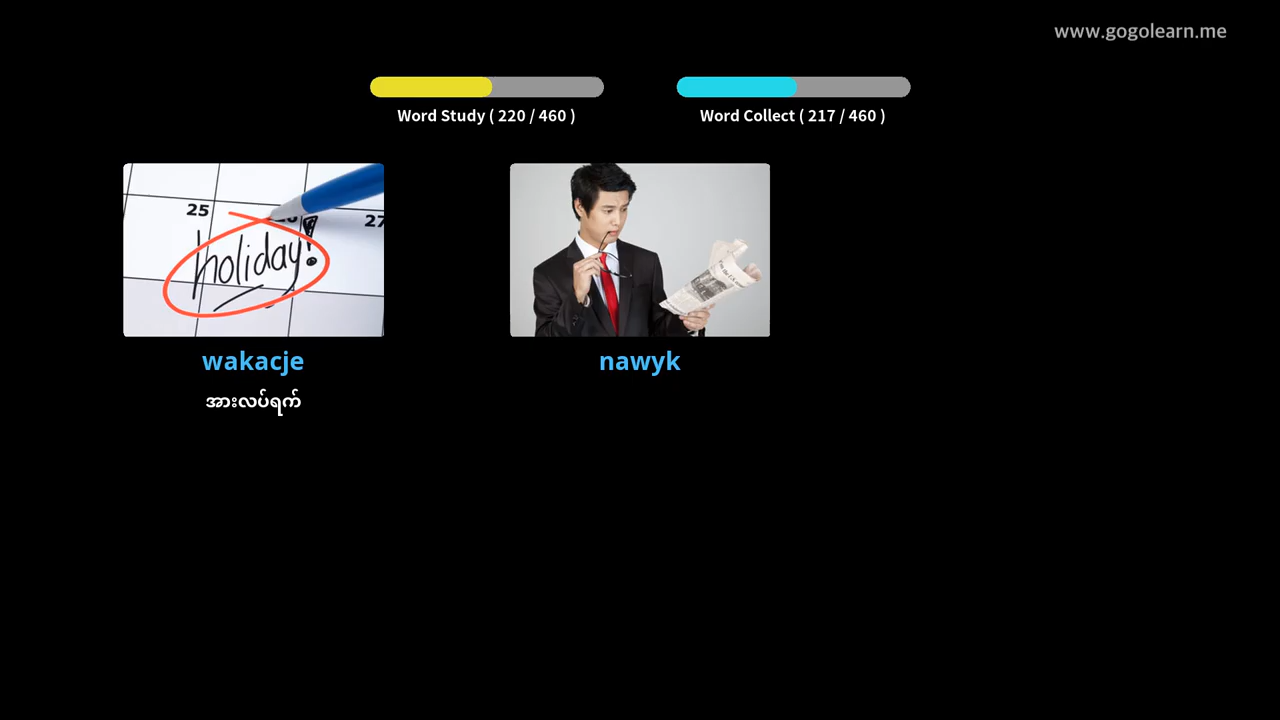 www.gogolearn.me
Word Study ( 220 / 460 )
Word Collect ( 217 / 460 )
25
27
holiday!
wakacje
nawyk
အားလပ်ရက်